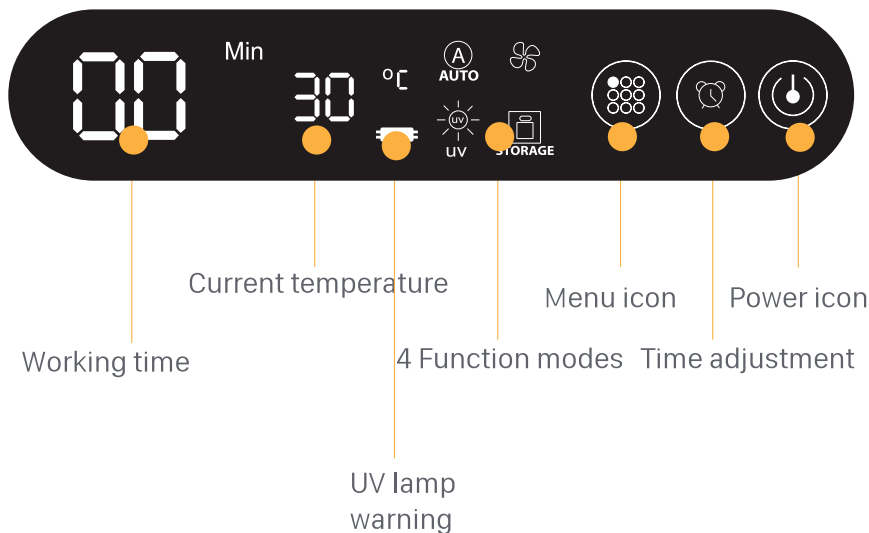 00 Min
30 °C
A
AUTO
UV
uv
STORAGE
Current temperature
Menu icon
Power icon
Working time
4 Function modes
Time adjustment
UV lamp
warning